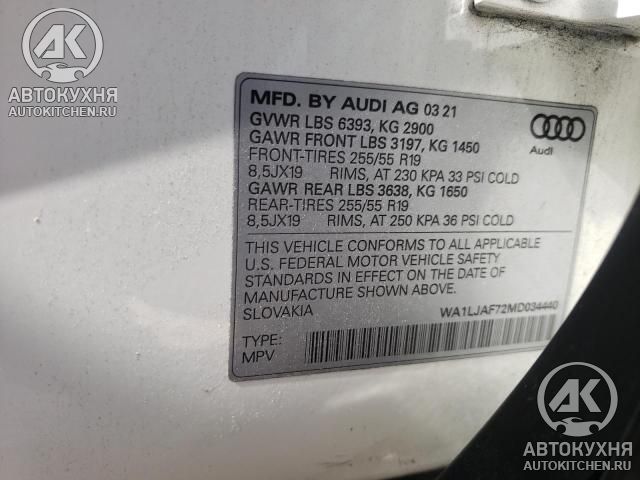 AK
АВТОКУХНЯ
AUTOKITCHEN.RU
MFD. BY AUDI AG 03 21
GVWR LBS 6393, KG 2900
GAWR FRONT LBS 3197, KG 1450
FRONT-TIRES 255/55 R19
8,5JX19 RIMS, AT 230 KPA 33 PSI COLD
GAWR REAR LBS 3638, KG 1650
REAR-TIRES 255/55 R19
8,5JX19 RIMS, AT 250 KPA 36 PSI COLD
Audi
THIS VEHICLE CONFORMS TO ALL APPLICABLE
U.S. FEDERAL MOTOR VEHICLE SAFETY
STANDARDS IN EFFECT ON THE DATE OF
MANUFACTURE SHOWN ABOVE.
SLOVAKIA
WA1LJAF72MD034440
TYPE:
MPV
AK
АВТОКУХНЯ
AUTOKITCHEN.RU